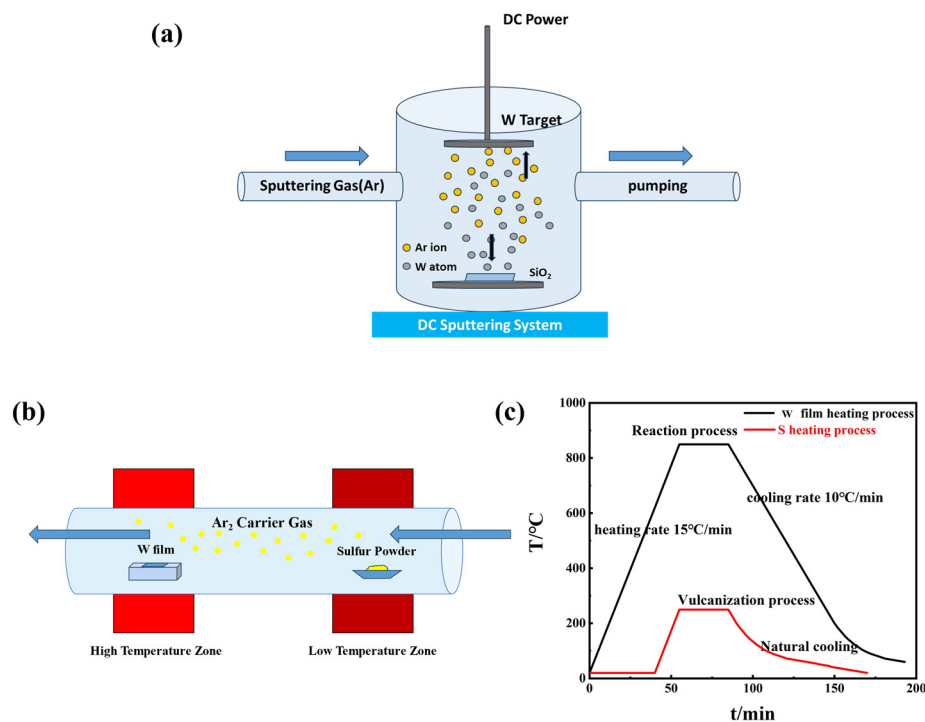 (a)
DC Power
W Target
Sputtering Gas(Ar)
pumping
Ar ion
W atom
SiO₂
DC Sputtering System
(b)
Ar₂ Carrier Gas
W film
Sulfur Powder
High Temperature Zone
Low Temperature Zone
(c)
1000
800
600
400
200
0
T/°C
W film heating process
S heating process
Reaction process
cooling rate 10°C/min
heating rate 15°C/min
Vulcanization process
Natural cooling
0
50
100
150
200
t/min